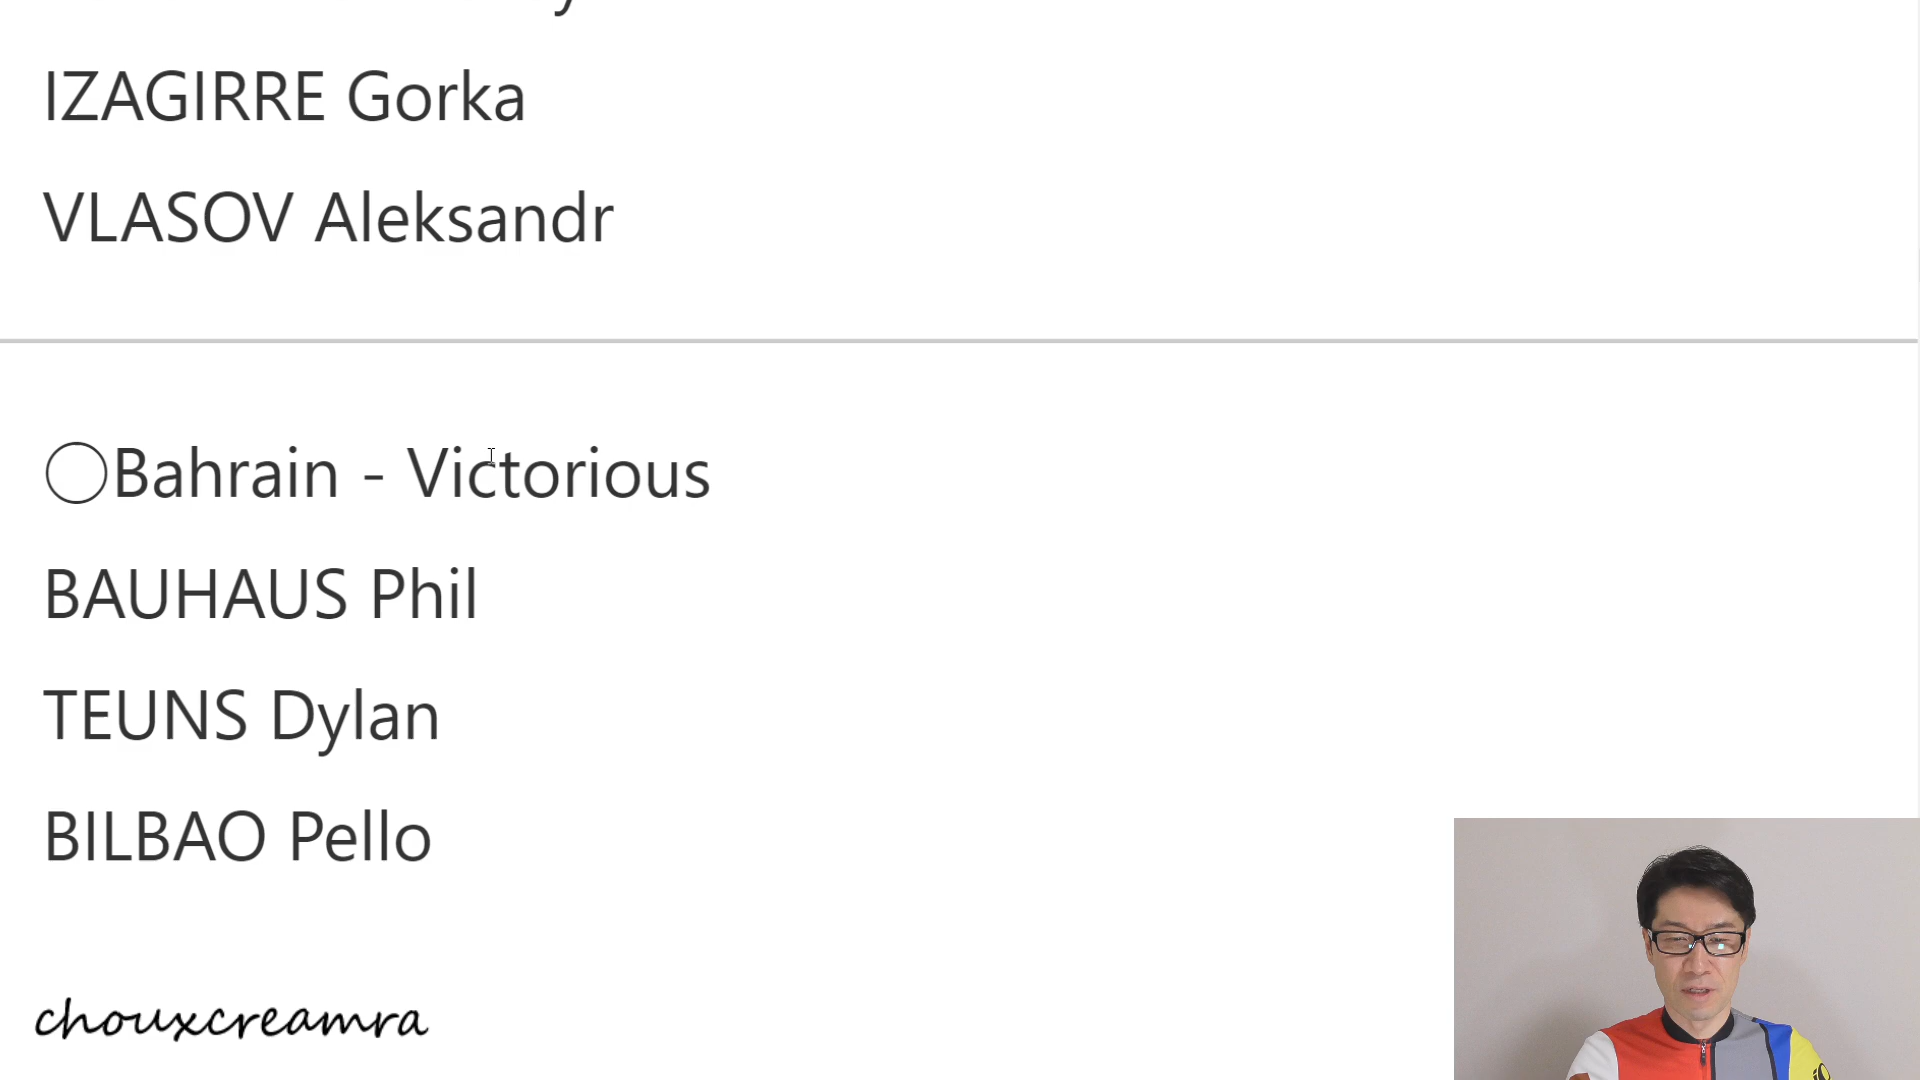 IZAGIRRE Gorka
VLASOV Aleksandr
◯Bahrain - Victorious
BAUHAUS Phil
TEUNS Dylan
BILBAO Pello
chouxcreamra